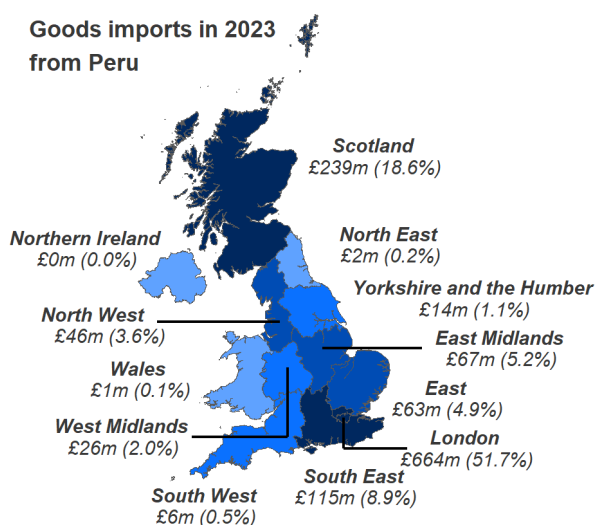 Goods imports in 2023
from Peru
Scotland
£239m (18.6%)
Northern Ireland
£0m (0.0%)
North East
£2m (0.2%)
Yorkshire and the Humber
£14m (1.1%)
North West
£46m (3.6%)
East Midlands
£67m (5.2%)
Wales
£1m (0.1%)
East
£63m (4.9%)
West Midlands
£26m (2.0%)
London
£664m (51.7%)
South East
£115m (8.9%)
South West
£6m (0.5%)